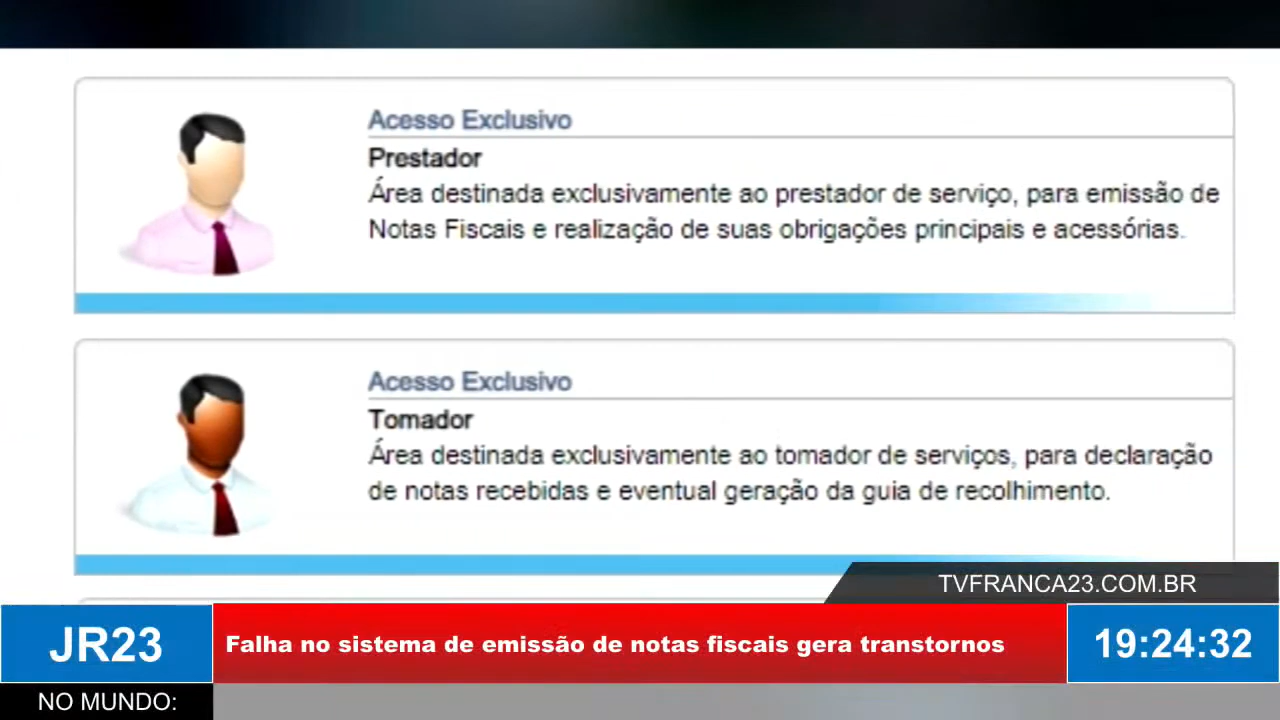 Acesso Exclusivo
Prestador
Área destinada exclusivamente ao prestador de serviço, para emissão de
Notas Fiscais e realização de suas obrigações principais e acessórias.
Acesso Exclusivo
Tomador
Área destinada exclusivamente ao tomador de serviços, para declaração
de notas recebidas e eventual geração da guia de recolhimento.
TVFRANCA23.COM.BR
JR23
Falha no sistema de emissão de notas fiscais gera transtornos
19:24:32
NO MUNDO: